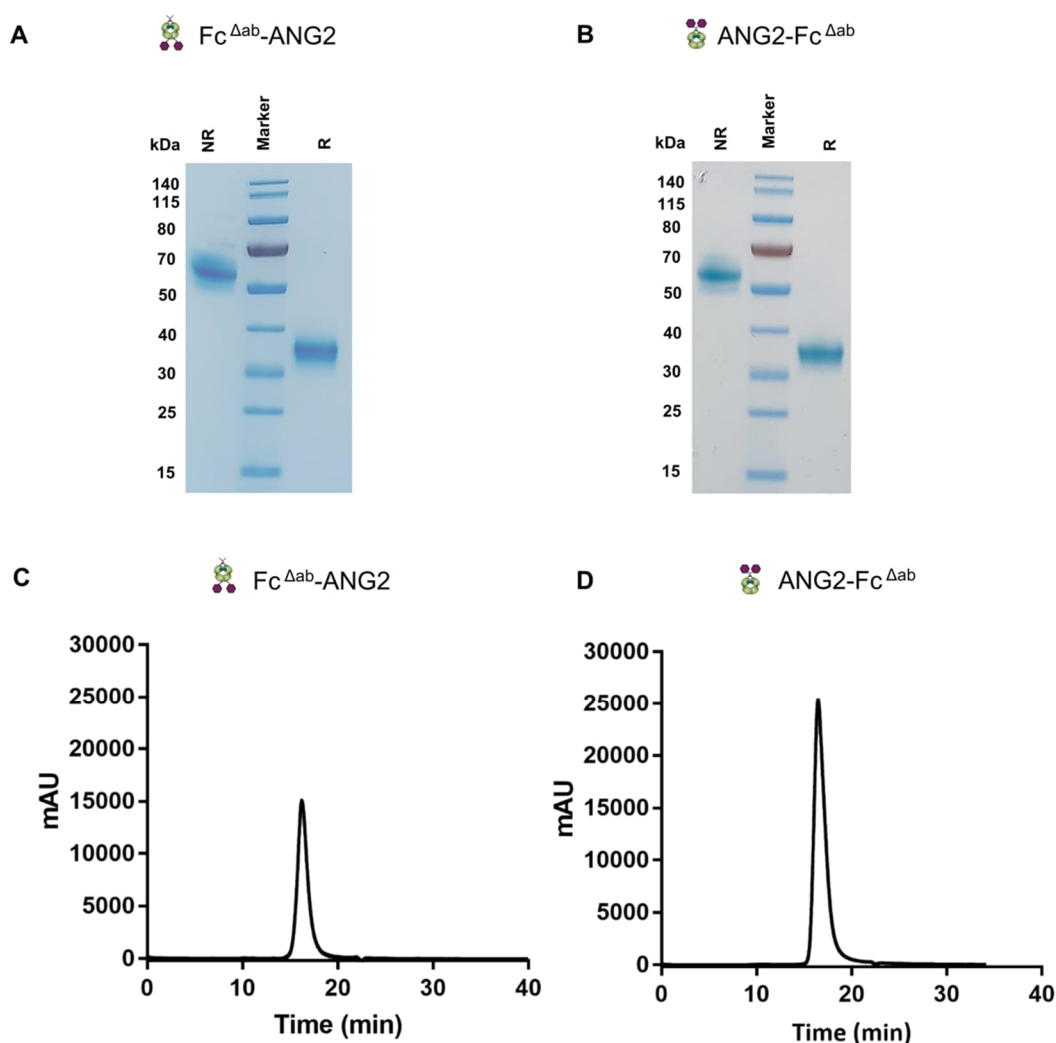 A
Fc Δab-ANG2
kDa
NR
Marker
R
140
115
80
70
50
40
30
25
15
B
ANG2-Fc Δab
kDa
NR
Marker
R
140
115
80
70
50
40
30
25
15
C
Fc Δab-ANG2
mAU
30000
25000
20000
15000
10000
5000
0
0 10 20 30 40
Time (min)
D
ANG2-Fc Δab
mAU
30000
25000
20000
15000
10000
5000
0
0 10 20 30 40
Time (min)